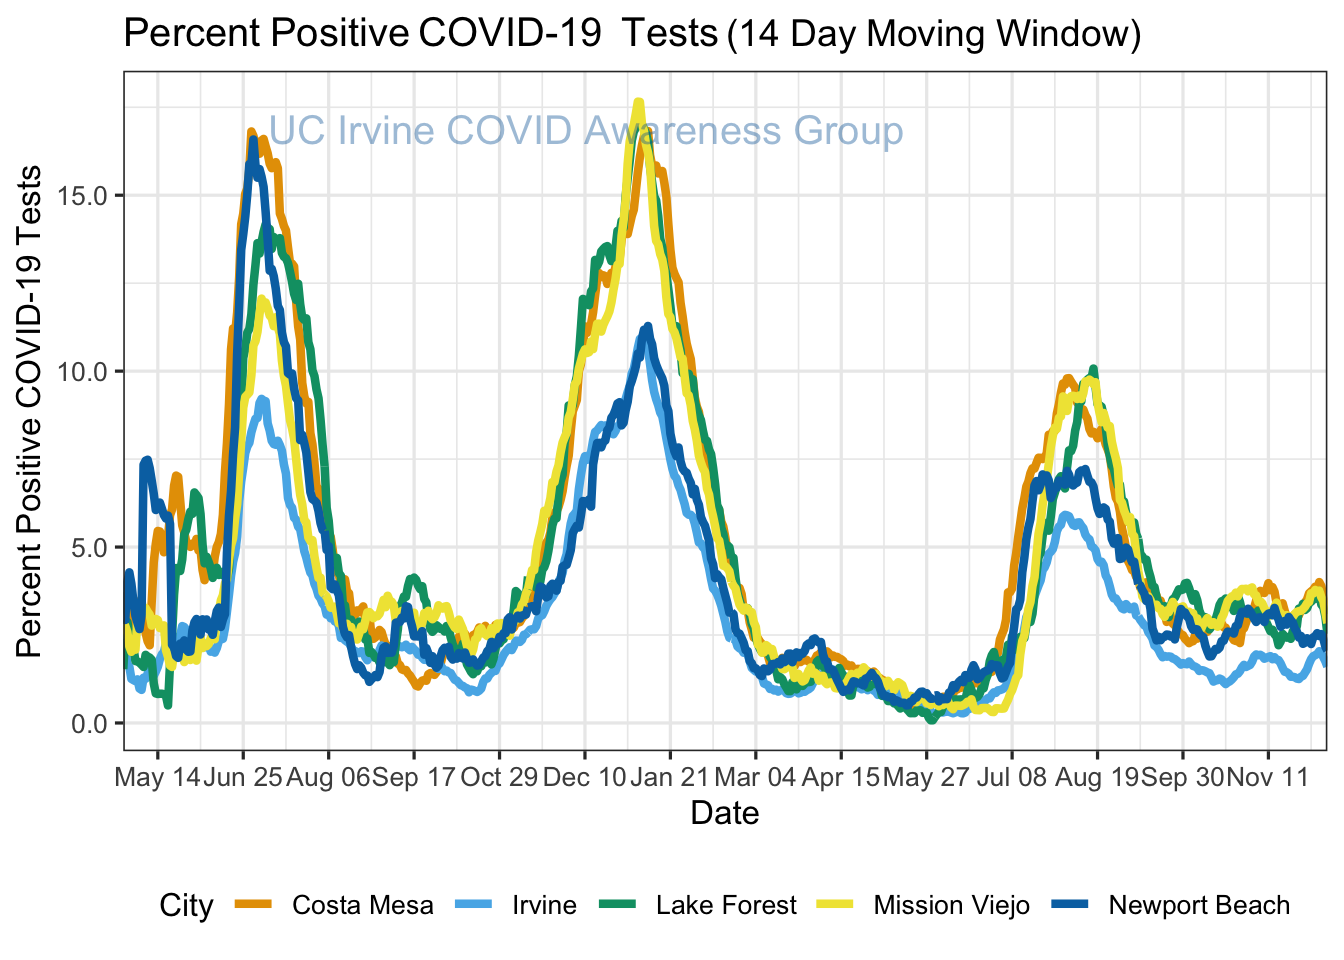 Percent Positive COVID-19 Tests (14 Day Moving Window)
UC Irvine COVID Awareness Group
Percent Positive COVID-19 Tests
15.0
10.0
5.0
0.0
May 14 Jun 25 Aug 06 Sep 17 Oct 29 Dec 10 Jan 21 Mar 04 Apr 15 May 27 Jul 08 Aug 19 Sep 30 Nov 11
Date
City Costa Mesa Irvine Lake Forest Mission Viejo Newport Beach